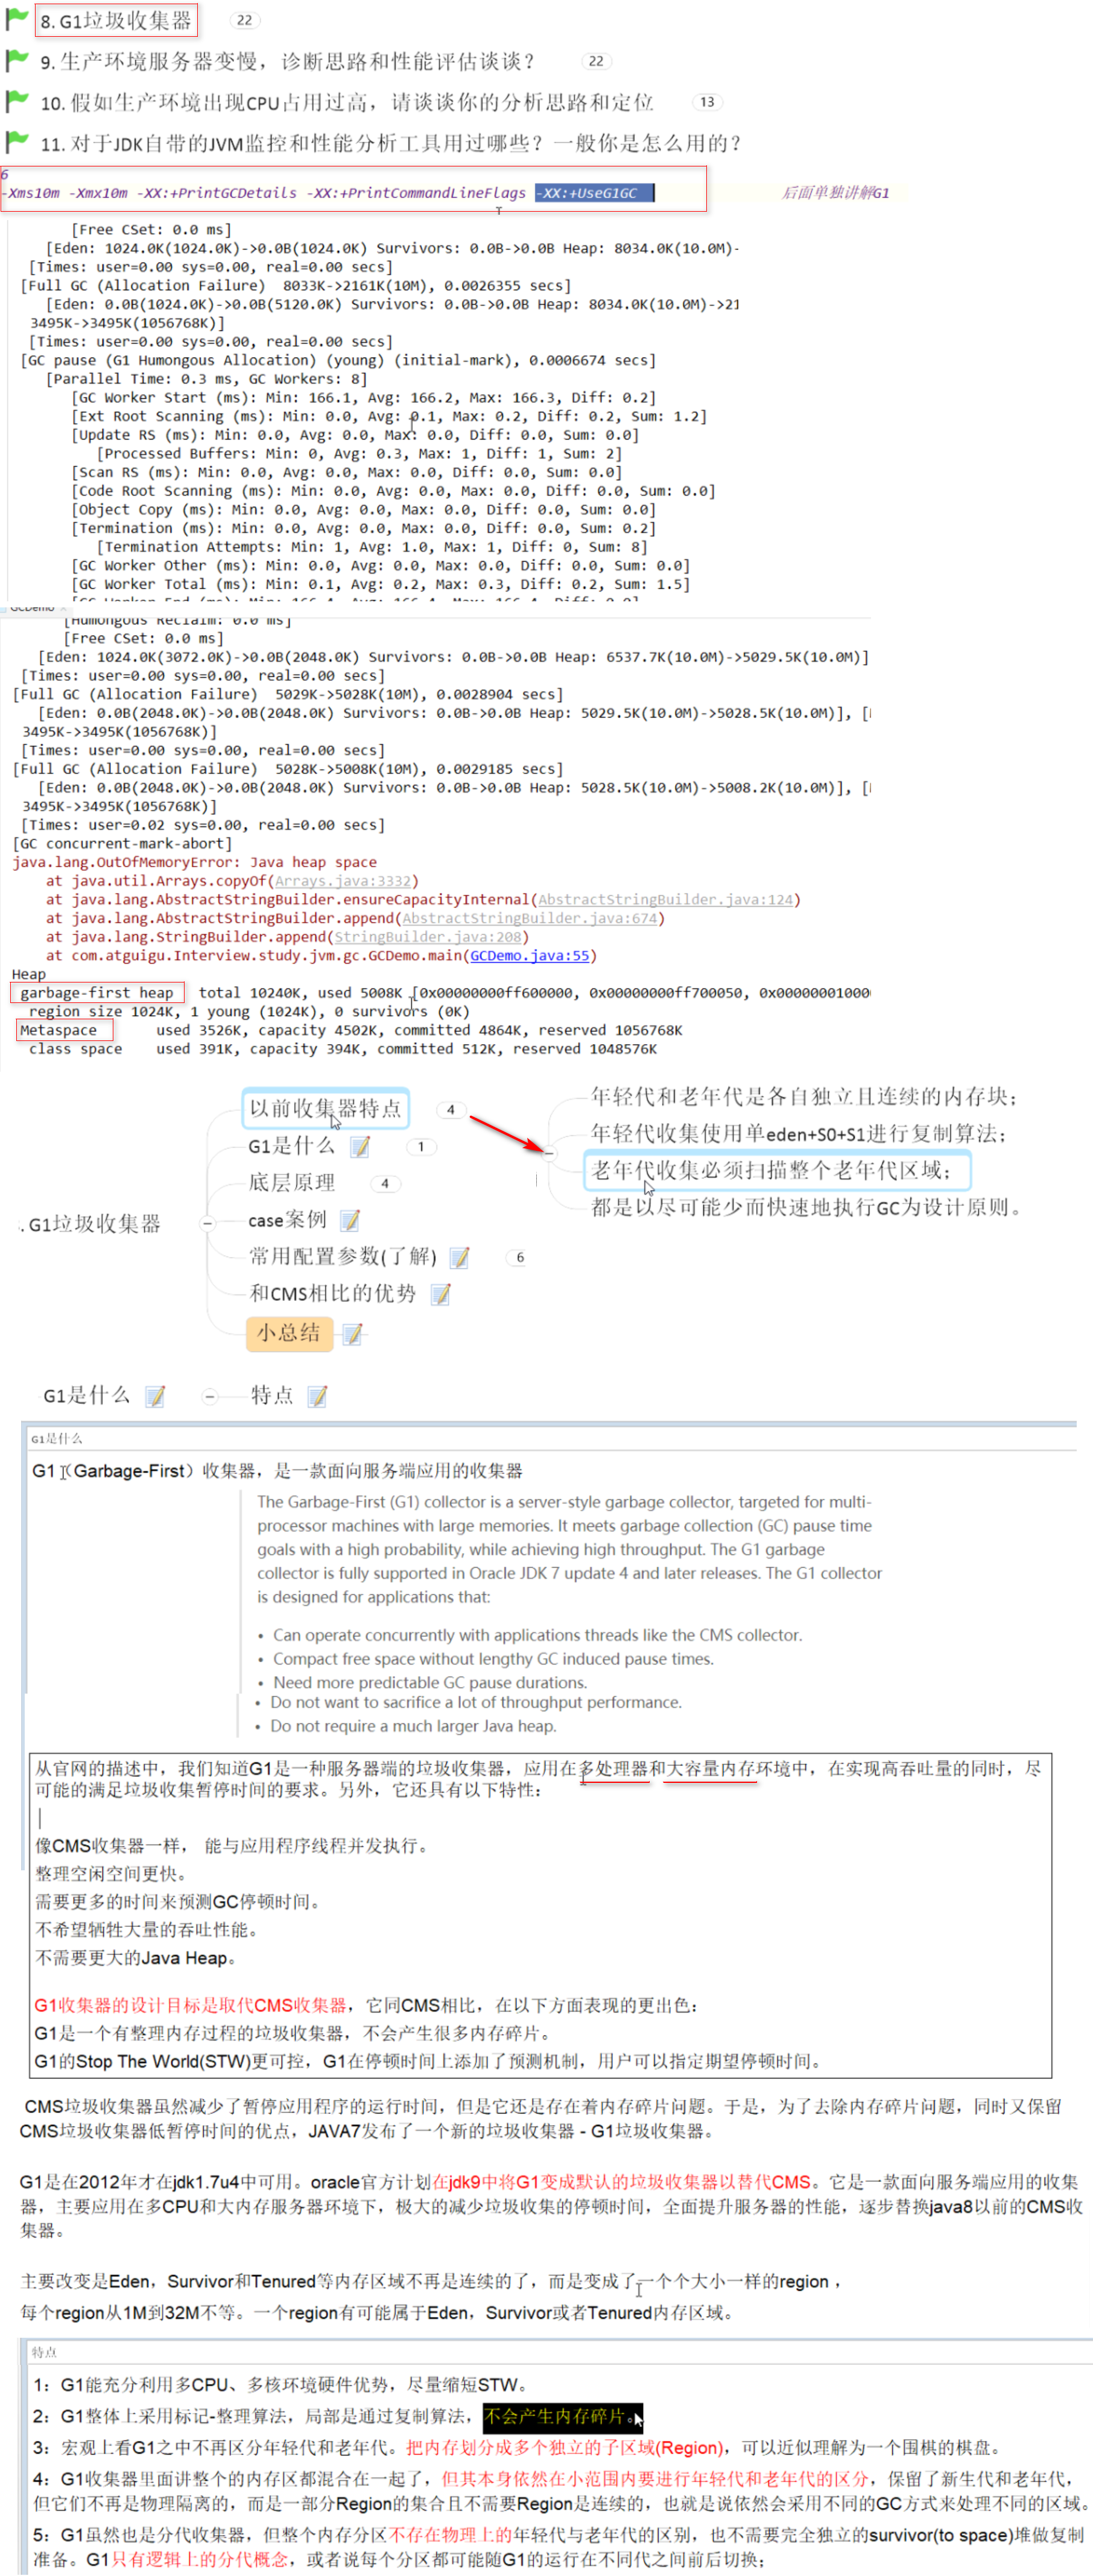 8. G1垃圾收集器 22
9. 生产环境服务器变慢，诊断思路和性能评估谈谈？ 22
10. 假如生产环境出现CPU占用过高，请谈谈你的分析思路和定位 13
11. 对于JDK自带的JVM监控和性能分析工具用过哪些？一般你是怎么用的？
6
-Xms10m -Xmx10m -XX:+PrintGCDetails -XX:+PrintCommandLineFlags -XX:+UseG1GC 后面单独讲解G1
[Free CSet: 0.0 ms]
[Eden: 1024.0K(1024.0K)->0.0B(1024.0K) Survivors: 0.0B->0.0B Heap: 8034.0K(10.0M)-
[Times: user=0.00 sys=0.00, real=0.00 secs]
[Full GC (Allocation Failure)  8033K->2161K(10M), 0.0026355 secs]
[Eden: 0.0B(1024.0K)->0.0B(5120.0K) Survivors: 0.0B->0.0B Heap: 8034.0K(10.0M)->21
3495K->3495K(1056768K)]
[Times: user=0.00 sys=0.00, real=0.00 secs]
[GC pause (G1 Humongous Allocation) (young) (initial-mark), 0.0006674 secs]
[Parallel Time: 0.3 ms, GC Workers: 8]
[GC Worker Start (ms): Min: 166.1, Avg: 166.2, Max: 166.3, Diff: 0.2]
[Ext Root Scanning (ms): Min: 0.0, Avg: 0.1, Max: 0.2, Diff: 0.2, Sum: 1.2]
[Update RS (ms): Min: 0.0, Avg: 0.0, Max: 0.0, Diff: 0.0, Sum: 0.0]
[Processed Buffers: Min: 0, Avg: 0.3, Max: 1, Diff: 1, Sum: 2]
[Scan RS (ms): Min: 0.0, Avg: 0.0, Max: 0.0, Diff: 0.0, Sum: 0.0]
[Code Root Scanning (ms): Min: 0.0, Avg: 0.0, Max: 0.0, Diff: 0.0, Sum: 0.0]
[Object Copy (ms): Min: 0.0, Avg: 0.0, Max: 0.0, Diff: 0.0, Sum: 0.0]
[Termination (ms): Min: 0.0, Avg: 0.0, Max: 0.0, Diff: 0.0, Sum: 0.2]
[Termination Attempts: Min: 1, Avg: 1.0, Max: 1, Diff: 0, Sum: 8]
[GC Worker Other (ms): Min: 0.0, Avg: 0.0, Max: 0.0, Diff: 0.0, Sum: 0.0]
[GC Worker Total (ms): Min: 0.1, Avg: 0.2, Max: 0.3, Diff: 0.2, Sum: 1.5]
GCDemo
[Humongous Reclaim: 0.0 ms]
[Free CSet: 0.0 ms]
[Eden: 1024.0K(3072.0K)->0.0B(2048.0K) Survivors: 0.0B->0.0B Heap: 6537.7K(10.0M)->5029.5K(10.0M)]
[Times: user=0.00 sys=0.00, real=0.00 secs]
[Full GC (Allocation Failure)  5029K->5028K(10M), 0.0028904 secs]
[Eden: 0.0B(2048.0K)->0.0B(2048.0K) Survivors: 0.0B->0.0B Heap: 5029.5K(10.0M)->5028.5K(10.0M)], [
3495K->3495K(1056768K)]
[Times: user=0.00 sys=0.00, real=0.00 secs]
[Full GC (Allocation Failure)  5028K->5008K(10M), 0.0029185 secs]
[Eden: 0.0B(2048.0K)->0.0B(2048.0K) Survivors: 0.0B->0.0B Heap: 5028.5K(10.0M)->5008.2K(10.0M)], [
3495K->3495K(1056768K)]
[Times: user=0.02 sys=0.00, real=0.00 secs]
[GC concurrent-mark-abort]
java.lang.OutOfMemoryError: Java heap space
at java.util.Arrays.copyOf(Arrays.java:3332)
at java.lang.AbstractStringBuilder.ensureCapacityInternal(AbstractStringBuilder.java:124)
at java.lang.AbstractStringBuilder.append(AbstractStringBuilder.java:674)
at java.lang.StringBuilder.append(StringBuilder.java:208)
at com.atguigu.Interview.study.jvm.gc.GCDemo.main(GCDemo.java:55)
Heap
garbage-first heap   total 10240K, used 5008K [0x00000000ff600000, 0x00000000ff700050, 0x00000001000
region size 1024K, 1 young (1024K), 0 survivors (0K)
Metaspace       used 3526K, capacity 4502K, committed 4864K, reserved 1056768K
class space    used 391K, capacity 394K, committed 512K, reserved 1048576K
. G1垃圾收集器
以前收集器特点 4
G1是什么 1
底层原理 4
case案例
常用配置参数(了解) 6
和CMS相比的优势
小总结
年轻代和老年代是各自独立且连续的内存块；
年轻代收集使用单eden+S0+S1进行复制算法；
老年代收集必须扫描整个老年代区域；
都是以尽可能少而快速地执行GC为设计原则。
G1是什么 特点
G1是什么
G1（Garbage-First）收集器，是一款面向服务端应用的收集器
The Garbage-First (G1) collector is a server-style garbage collector, targeted for multi-
processor machines with large memories. It meets garbage collection (GC) pause time
goals with a high probability, while achieving high throughput. The G1 garbage
collector is fully supported in Oracle JDK 7 update 4 and later releases. The G1 collector
is designed for applications that:
• Can operate concurrently with applications threads like the CMS collector.
• Compact free space without lengthy GC induced pause times.
• Need more predictable GC pause durations.
• Do not want to sacrifice a lot of throughput performance.
• Do not require a much larger Java heap.
从官网的描述中，我们知道G1是一种服务器端的垃圾收集器，应用在多处理器和大容量内存环境中，在实现高吞吐量的同时，尽
可能的满足垃圾收集暂停时间的要求。另外，它还具有以下特性：
像CMS收集器一样， 能与应用程序线程并发执行。
整理空闲空间更快。
需要更多的时间来预测GC停顿时间。
不希望牺牲大量的吞吐性能。
不需要更大的Java Heap。
G1收集器的设计目标是取代CMS收集器，它同CMS相比，在以下方面表现的更出色：
G1是一个有整理内存过程的垃圾收集器，不会产生很多内存碎片。
G1的Stop The World(STW)更可控，G1在停顿时间上添加了预测机制，用户可以指定期望停顿时间。
CMS垃圾收集器虽然减少了暂停应用程序的运行时间，但是它还是存在着内存碎片问题。于是，为了去除内存碎片问题，同时又保留
CMS垃圾收集器低暂停时间的优点，JAVA7发布了一个新的垃圾收集器 - G1垃圾收集器。
G1是在2012年才在jdk1.7u4中可用。oracle官方计划在jdk9中将G1变成默认的垃圾收集器以替代CMS。它是一款面向服务端应用的收集
器，主要应用在多CPU和大内存服务器环境下，极大的减少垃圾收集的停顿时间，全面提升服务器的性能，逐步替换java8以前的CMS收
集器。
主要改变是Eden，Survivor和Tenured等内存区域不再是连续的了，而是变成了一个个大小一样的region ，
每个region从1M到32M不等。一个region有可能属于Eden，Survivor或者Tenured内存区域。
特点
1：G1能充分利用多CPU、多核环境硬件优势，尽量缩短STW。
2：G1整体上采用标记-整理算法，局部是通过复制算法，不会产生内存碎片。
3：宏观上看G1之中不再区分年轻代和老年代。把内存划分成多个独立的子区域(Region)，可以近似理解为一个围棋的棋盘。
4：G1收集器里面讲整个的内存区都混合在一起了，但其本身依然在小范围内要进行年轻代和老年代的区分，保留了新生代和老年代，
但它们不再是物理隔离的，而是一部分Region的集合且不需要Region是连续的，也就是说依然会采用不同的GC方式来处理不同的区域。
5：G1虽然也是分代收集器，但整个内存分区不存在物理上的年轻代与老年代的区别，也不需要完全独立的survivor(to space)堆做复制
准备。G1只有逻辑上的分代概念，或者说每个分区都可能随G1的运行在不同代之间前后切换；